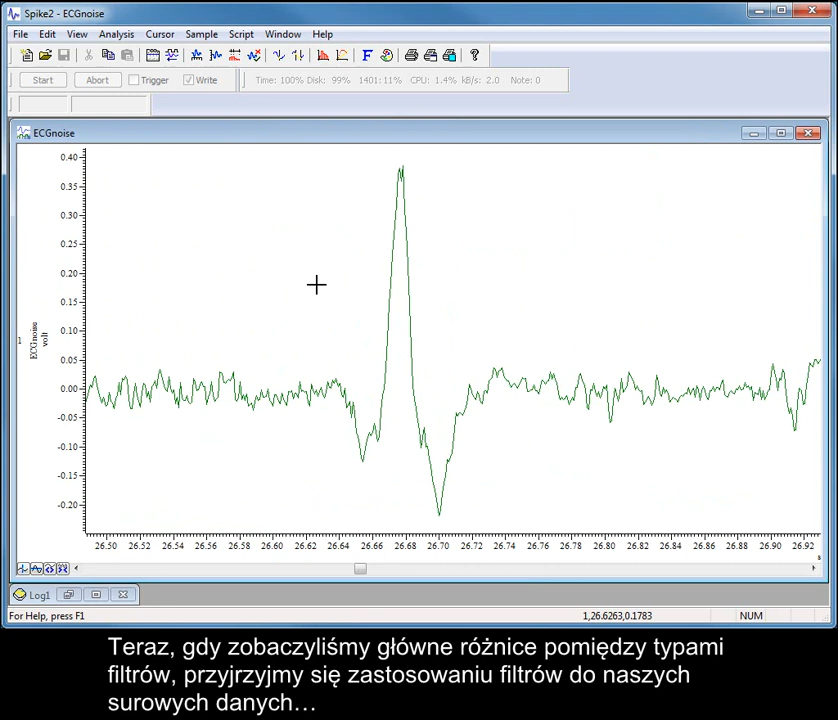 Spike2 - ECGnoise
File Edit View Analysis Cursor Sample Script Window Help
Start Abort Trigger Write Time: 100% Disk: 99% 1401: 11% CPU: 1.4% kB/s: 2.0 Note: 0
ECGnoise
0.40
0.35
0.30
0.25
0.20
0.15
0.10
0.05
0.00
-0.05
-0.10
-0.15
-0.20
1
ECGnoise
volt
26.50 26.52 26.54 26.56 26.58 26.60 26.62 26.64 26.66 26.68 26.70 26.72 26.74 26.76 26.78 26.80 26.82 26.84 26.86 26.88 26.90 26.92
s
Log1
For Help, press F1 1,26.6263,0.1783 NUM
Teraz, gdy zobaczyliśmy główne różnice pomiędzy typami
filtrów, przyjrzyjmy się zastosowaniu filtrów do naszych
surowych danych…